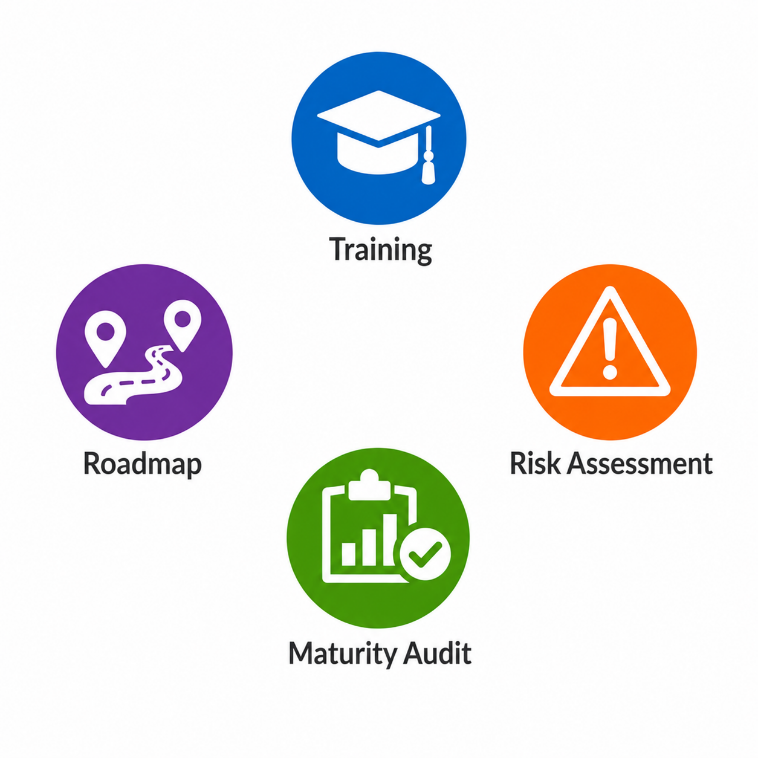 Training
Roadmap
Risk Assessment
Maturity Audit